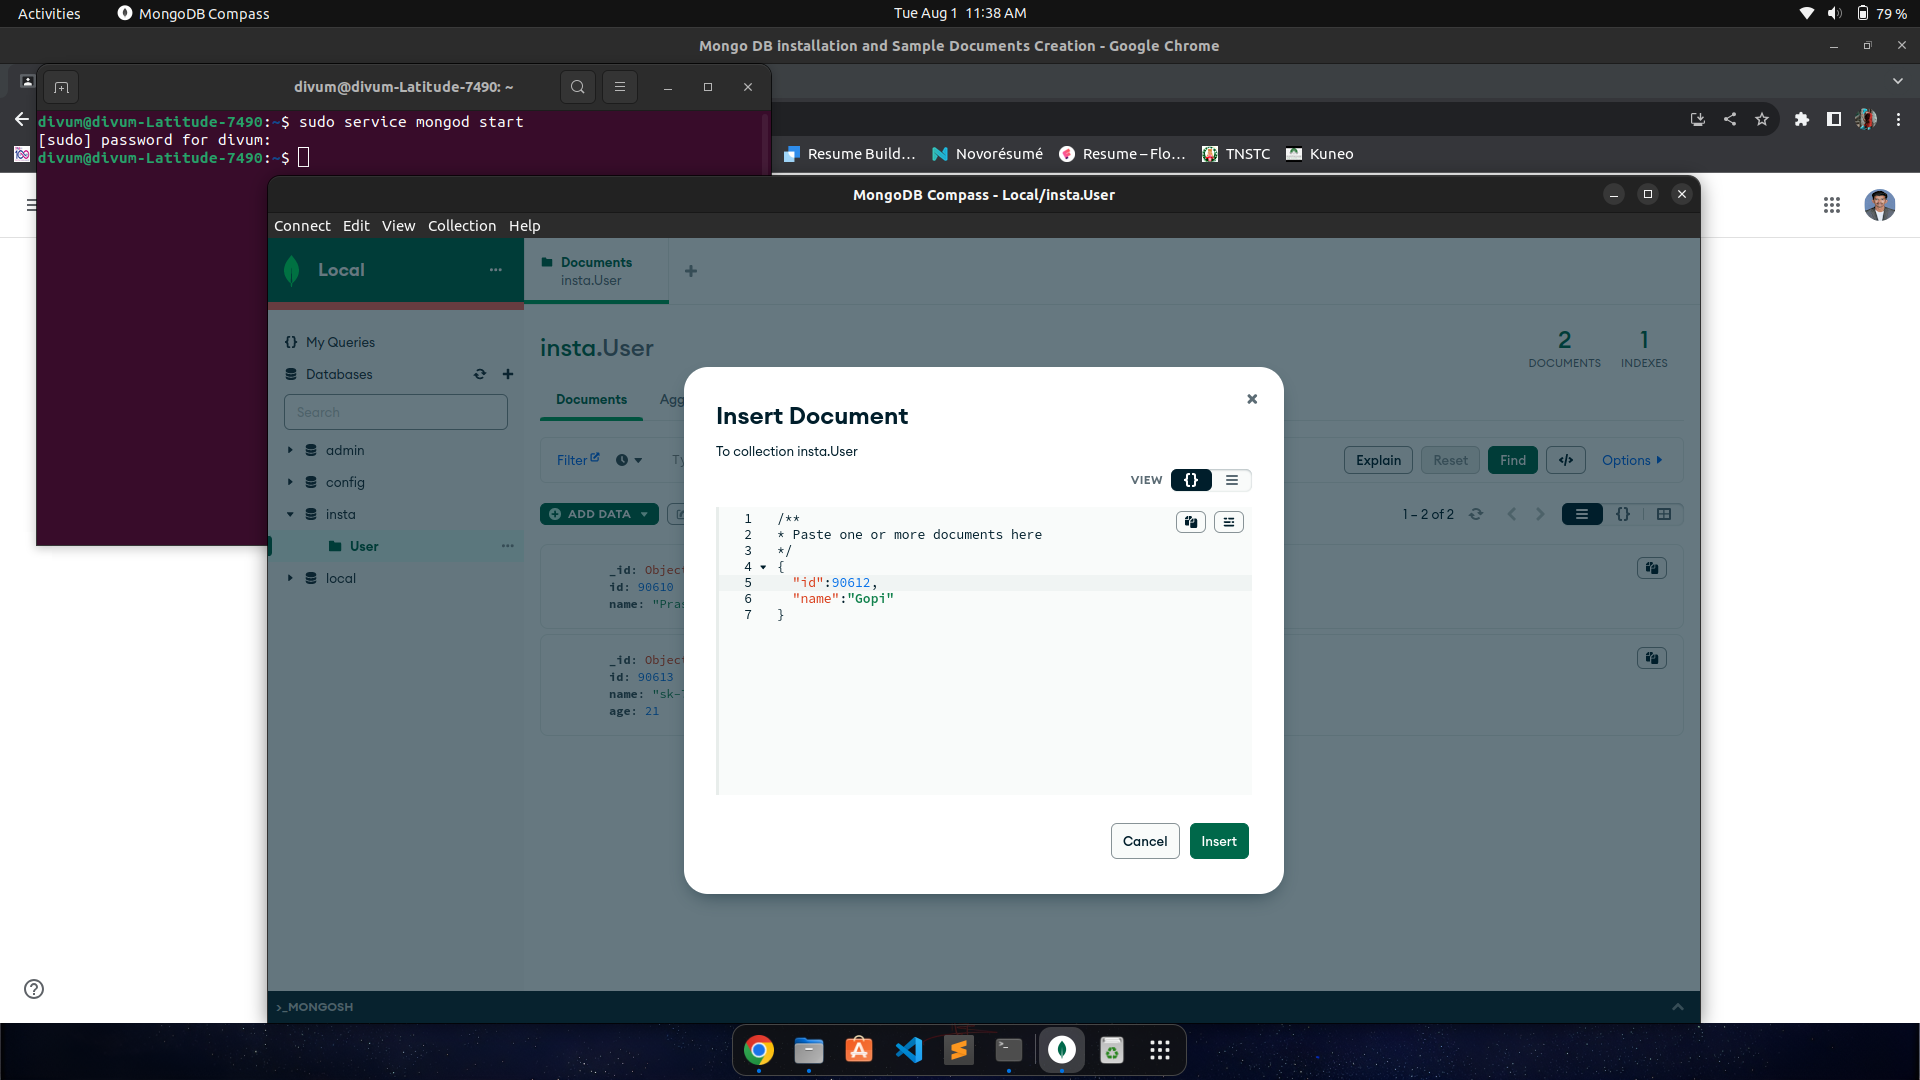 Activities
MongoDB Compass
Tue Aug 1 11:38 AM
79 %
Mongo DB installation and Sample Documents Creation - Google Chrome
divum@divum-Latitude-7490: ~
divum@divum-Latitude-7490:~$ sudo service mongod start
[sudo] password for divum:
divum@divum-Latitude-7490:~$
Resume Build…
Novorésumé
Resume – Flo…
TNSTC
Kuneo
MongoDB Compass - Local/insta.User
Connect Edit View Collection Help
Local
Documents
insta.User
My Queries
Databases
Search
admin
config
insta
User
local
insta.User
2
DOCUMENTS
1
INDEXES
Documents
Agg
Filter
Ty
Explain
Reset
Find
</>
Options
ADD DATA
1 – 2 of 2
{}
_id: Object
id: 90610
name: "Pras
_id: Object
id: 90613
name: "sk-
age: 21
Insert Document
To collection insta.User
VIEW
{}
1 /**
2 * Paste one or more documents here
3 */
4 {
5 "id":90612,
6 "name":"Gopi"
7 }
Cancel
Insert
>_MONGOSH